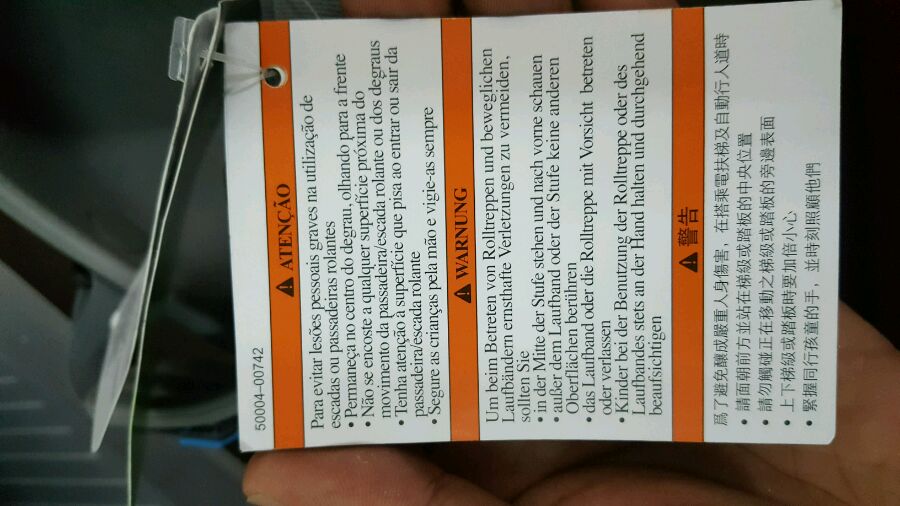 50004–00742
⚠ ATENÇÃO
Para evitar lesões pessoais graves na utilização de
escadas ou passadeiras rolantes
• Permaneça no centro do degrau, olhando para a frente
• Não se encoste a qualquer superfície próxima do
movimento da passadeira/escada rolante ou dos degraus
• Tenha atenção à superfície que pisa ao entrar ou sair da
passadeira/escada rolante
• Segure as crianças pela mão e vigie-as sempre
⚠ WARNUNG
Um beim Betreten von Rolltreppen und beweglichen
Laufbändern ernsthafte Verletzungen zu vermeiden,
sollten Sie
• in der Mitte der Stufe stehen und nach vorne schauen
• außer dem Laufband oder der Stufe keine anderen
Oberflächen berühren
• das Laufband oder die Rolltreppe mit Vorsicht betreten
oder verlassen
• Kinder bei der Benutzung der Rolltreppe oder des
Laufbandes stets an der Hand halten und durchgehend
beaufsichtigen
⚠ 警告
爲了避免釀成嚴重人身傷害，在搭乘電扶梯及自動行人道時
• 請面朝前方並站在梯級或踏板的中央位置
• 請勿觸碰正在移動之梯級或踏板的旁邊表面
• 上下梯級或踏板時要加倍小心
• 緊握同行孩童的手，並時刻照顧他們